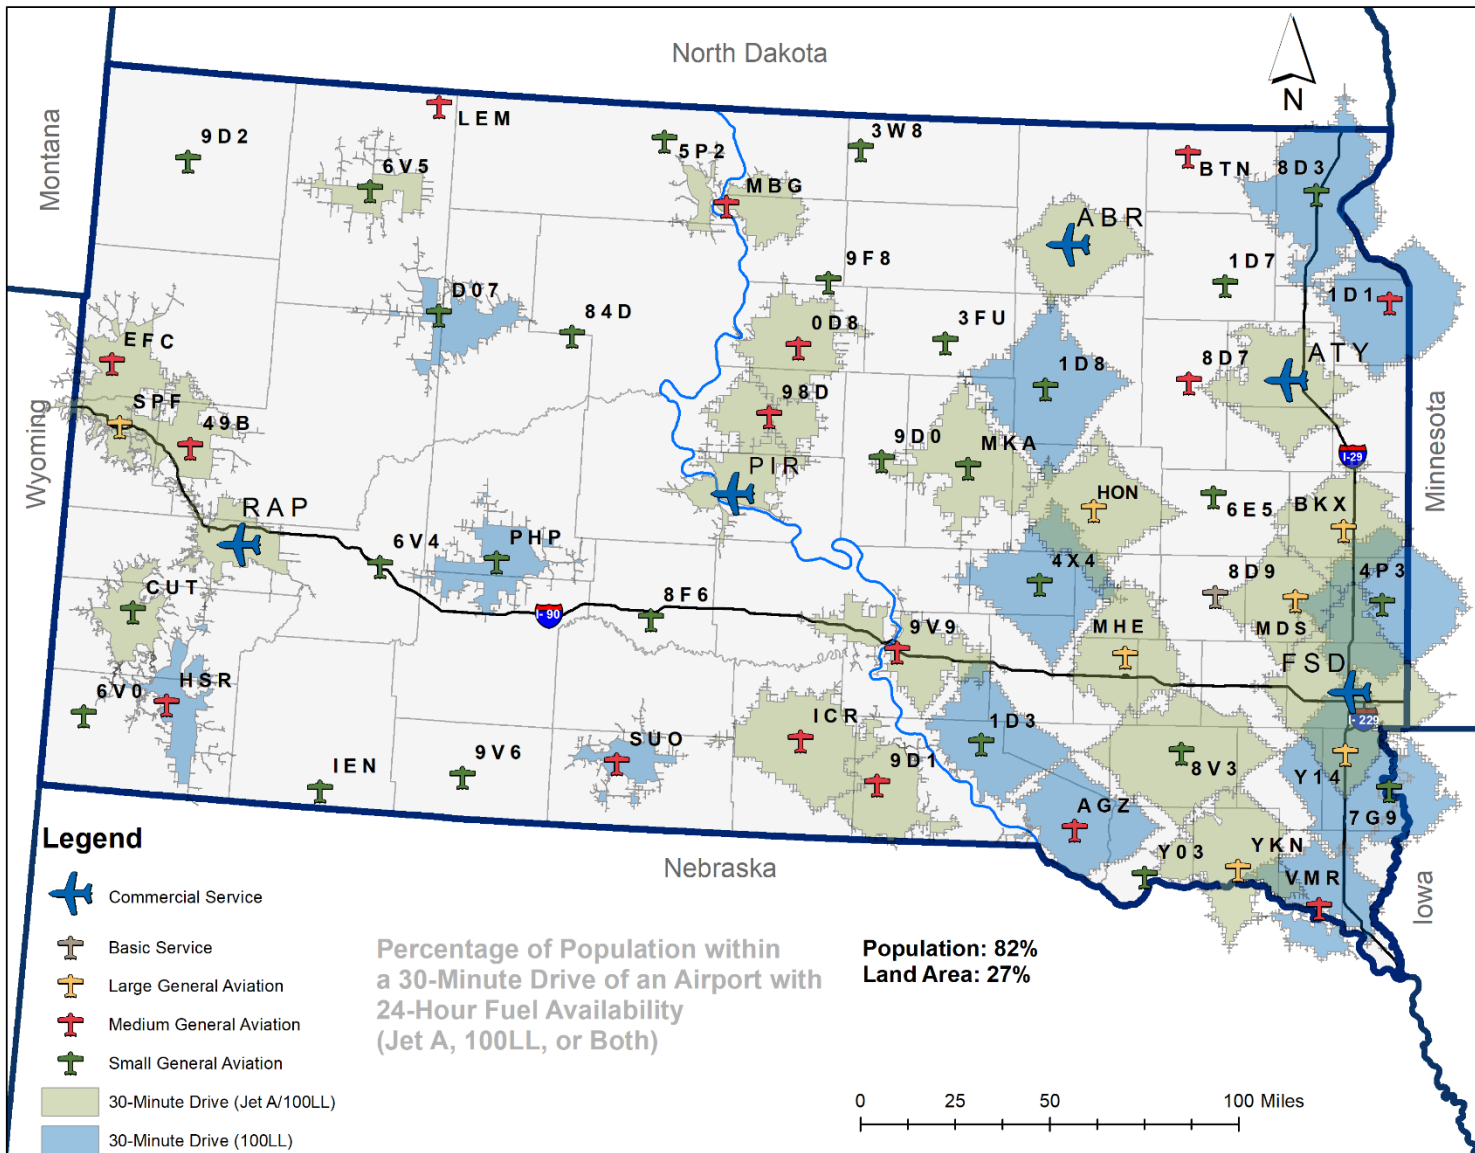 North Dakota
N
Montana
9D2
LEM
6V5
5P2
3W8
MBG
BTN
8D3
ABR
9F8
1D7
1D1
D07
84D
0D8
3FU
EFC
1D8
8D7
ATY
SPF
49B
98D
9D0
MKA
Wyoming
Minnesota
PIR
I-29
HON
6E5
BKX
RAP
6V4
PHP
4X4
8D9
4P3
CUT
8F6
I-90
9V9
MHE
MDS
FSD
HSR
6V0
ICR
1D3
I-229
SUO
9V6
IEN
9D1
8V3
Y14
AGZ
7G9
Y03
YKN
VMR
Nebraska
Iowa
Legend
Commercial Service
Basic Service
Large General Aviation
Medium General Aviation
Small General Aviation
30-Minute Drive (Jet A/100LL)
30-Minute Drive (100LL)
Percentage of Population within
a 30-Minute Drive of an Airport with
24-Hour Fuel Availability
(Jet A, 100LL, or Both)
Population: 82%
Land Area: 27%
0 25 50 100 Miles